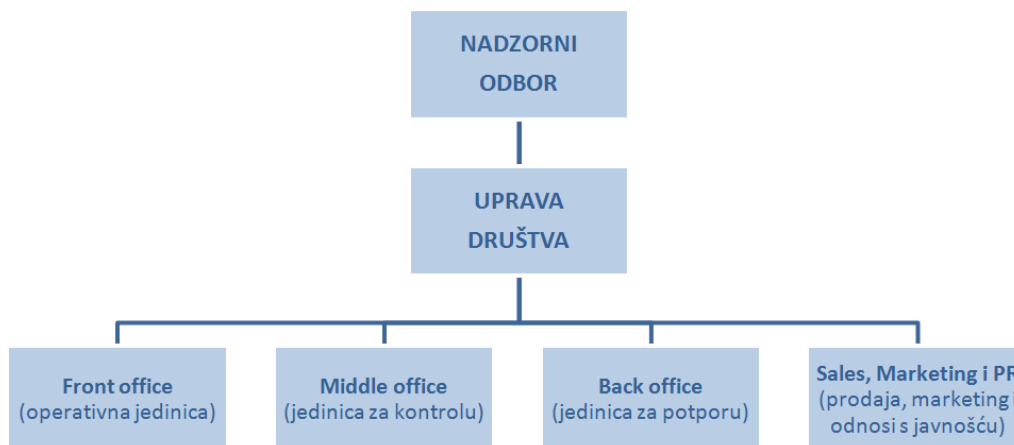 NADZORNI
ODBOR
UPRAVA
DRUŠTVA
Front office
(operativna jedinica)
Middle office
(jedinica za kontrolu)
Back office
(jedinica za potporu)
Sales, Marketing i PR
(prodaja, marketing i
odnosi s javnošću)